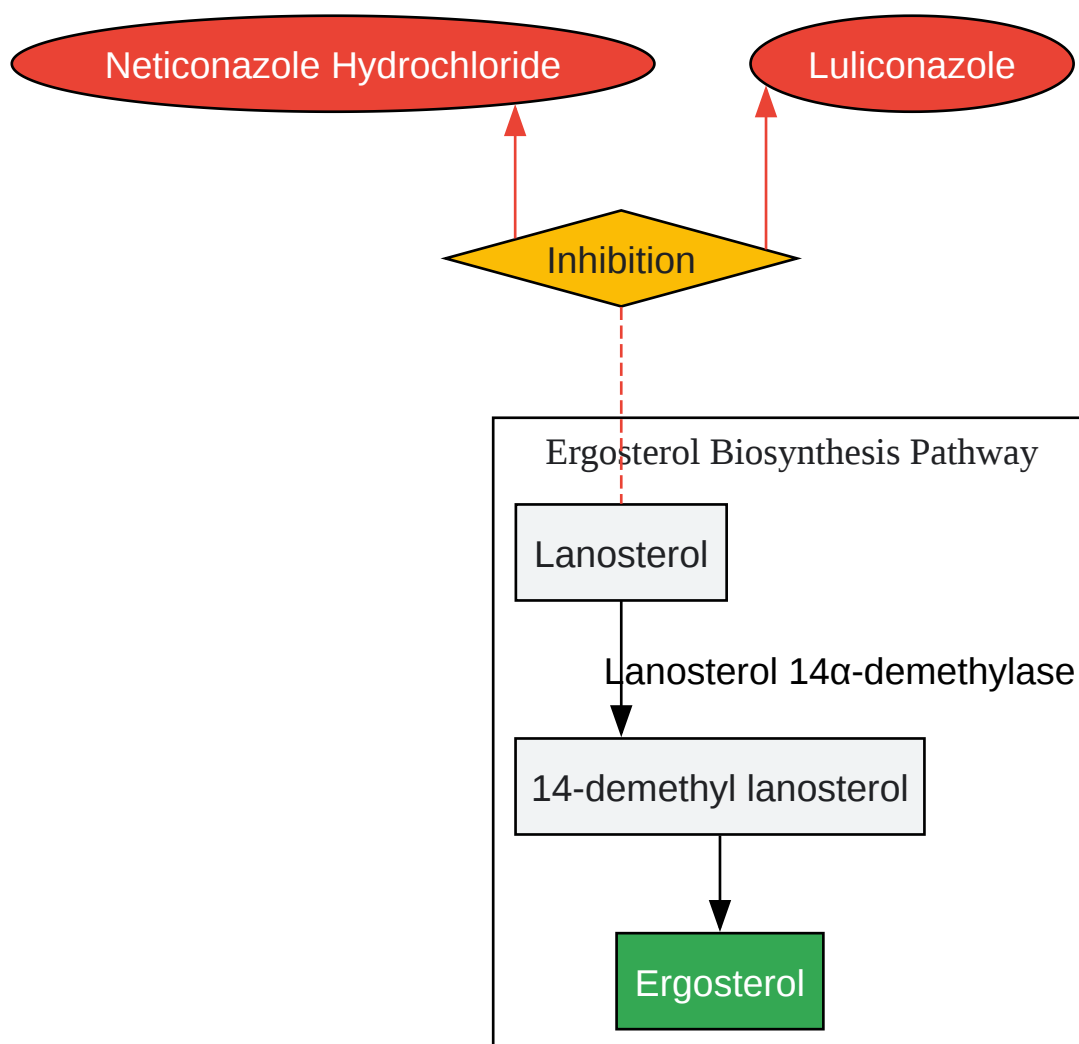 Neticonazole Hydrochloride
Luliconazole
Inhibition
Ergosterol Biosynthesis Pathway
Lanosterol
Lanosterol 14α-demethylase
14-demethyl lanosterol
Ergosterol